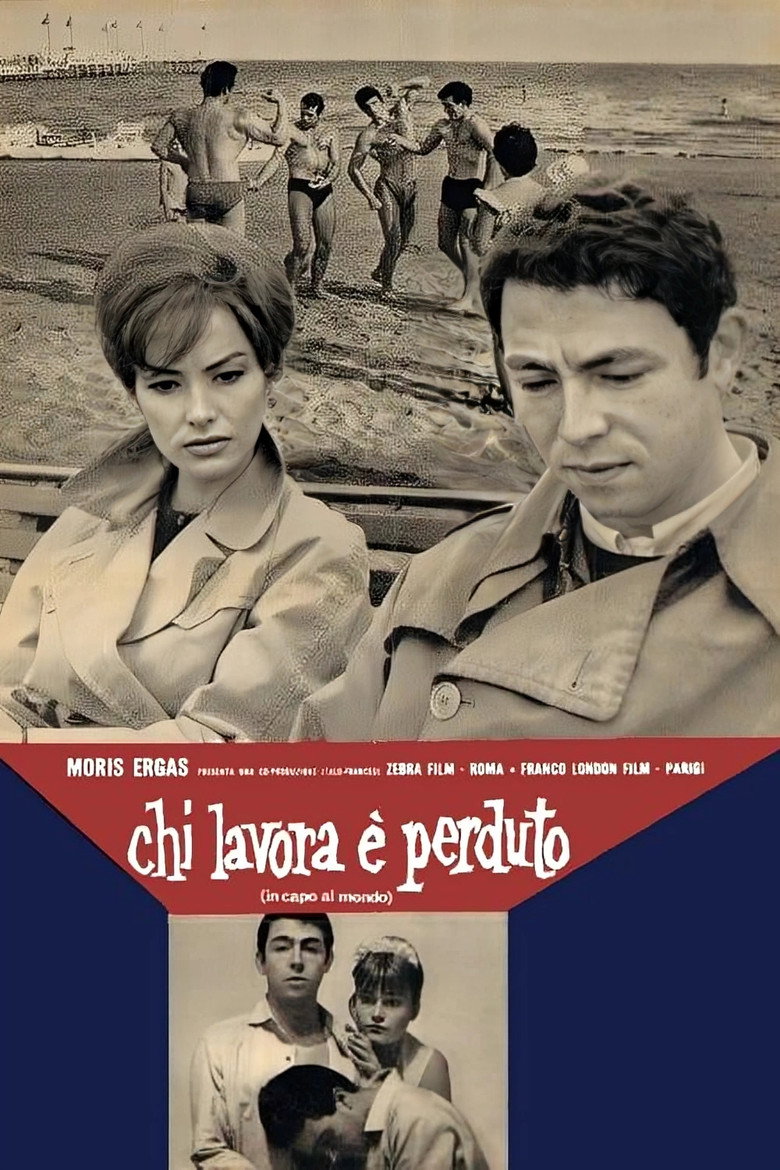 MORIS ERGAS PRESENTA UNA CO-PRODUZIONE ITALO-FRANCESE ZEBRA FILM - ROMA • FRANCO LONDON FILM - PARIGI
chi lavora è perduto
(in capo al mondo)